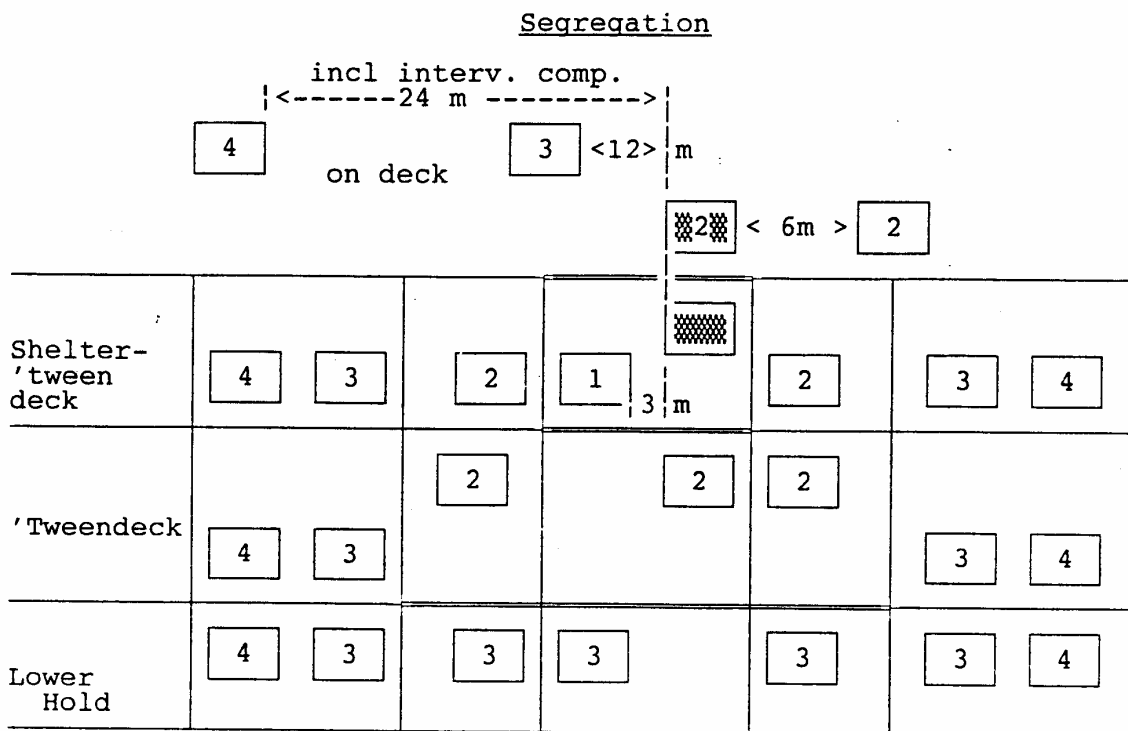 Segregation
incl interv. comp.
|<------24 m --------->
4 3 <12> m
on deck
2 < 6m > 2
Shelter-
'tween
deck
4 3 2 1 2 3 4
3 m
2 2 2
'Tweendeck
4 3 3 4
4 3 3 3 3 3 4
Lower
Hold